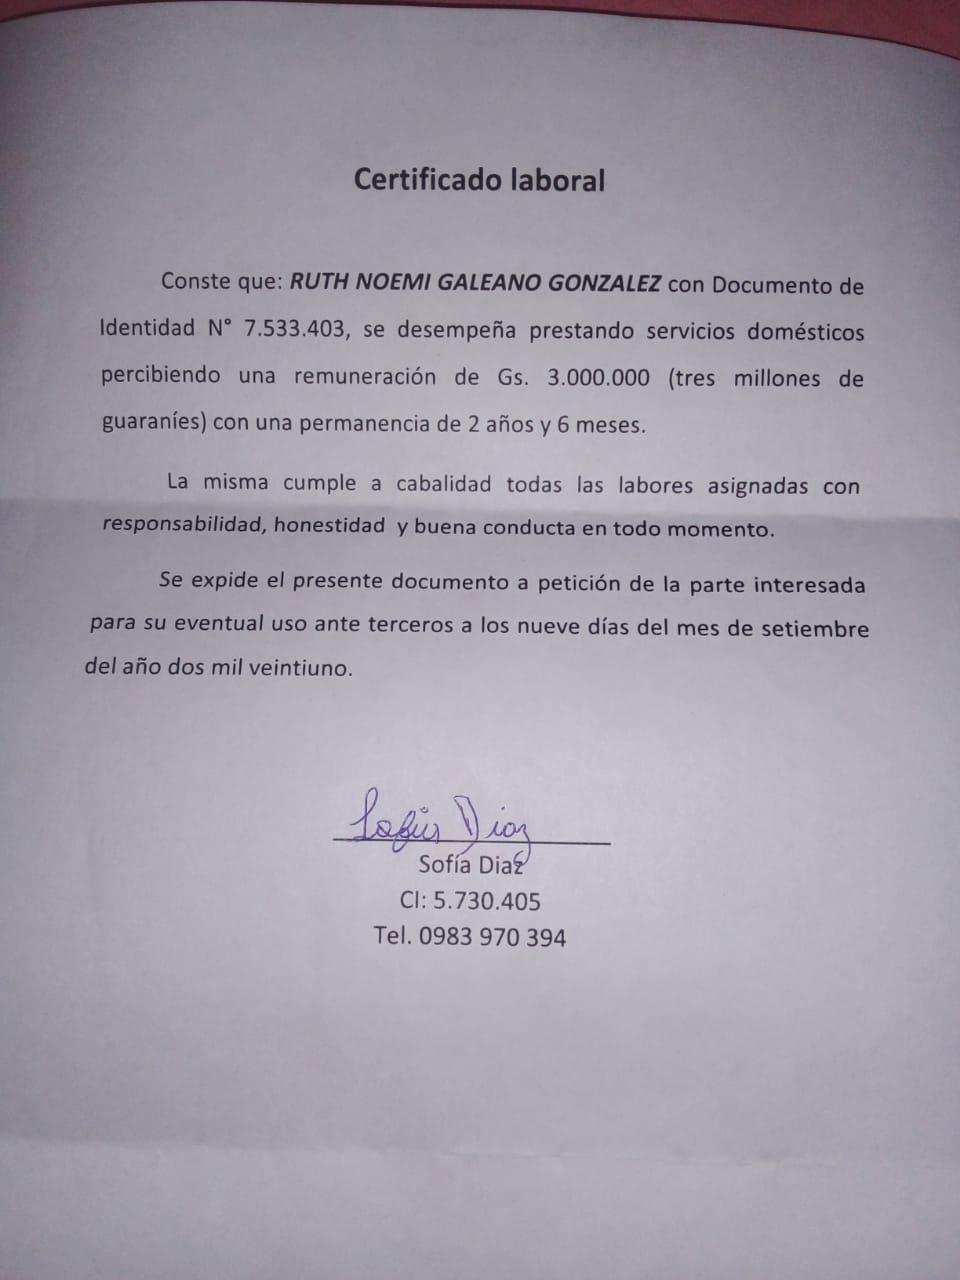 Certificado laboral
Conste que: RUTH NOEMI GALEANO GONZALEZ con Documento de
Identidad N° 7.533.403, se desempeña prestando servicios domésticos
percibiendo una remuneración de Gs. 3.000.000 (tres millones de
guaraníes) con una permanencia de 2 años y 6 meses.
La misma cumple a cabalidad todas las labores asignadas con
responsabilidad, honestidad y buena conducta en todo momento.
Se expide el presente documento a petición de la parte interesada
para su eventual uso ante terceros a los nueve días del mes de setiembre
del año dos mil veintiuno.
Sofía Diaz
Sofía Diaz
CI: 5.730.405
Tel. 0983 970 394